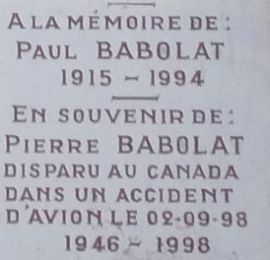 A LA MÉMOIRE DE:
PAUL BABOLAT
1915 - 1994
EN SOUVENIR DE:
PIERRE BABOLAT
DISPARU AU CANADA
DANS UN ACCIDENT
D'AVION LE 02-09-98
1946 - 1998